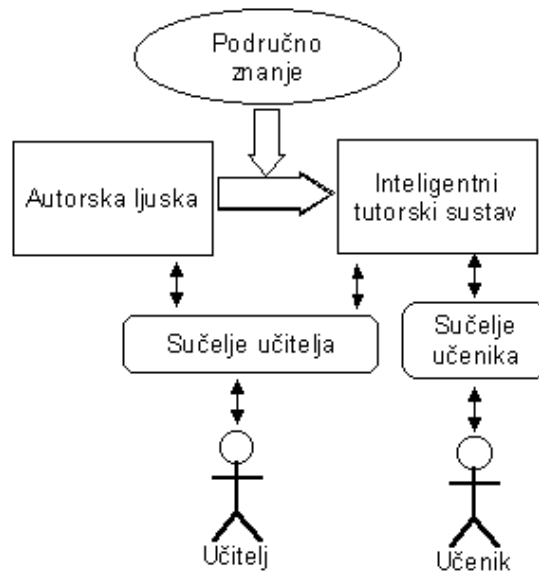 Područno
znanje
Autorska ljuska
Inteligentni
tutorski sustav
Sučelje učitelja
Sučelje
učenika
Učitelj
Učenik